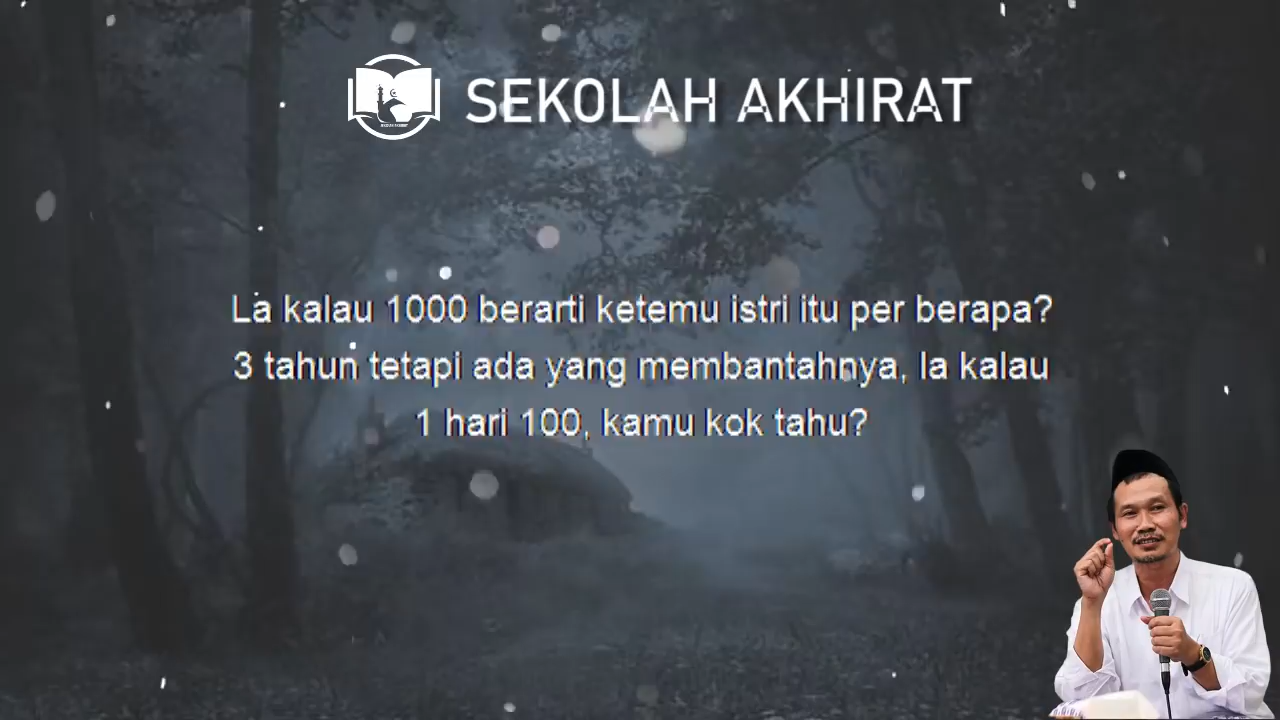 SEKOLAH AKHIRAT
La kalau 1000 berarti ketemu istri itu per berapa?
3 tahun tetapi ada yang membantahnya, la kalau
1 hari 100, kamu kok tahu?